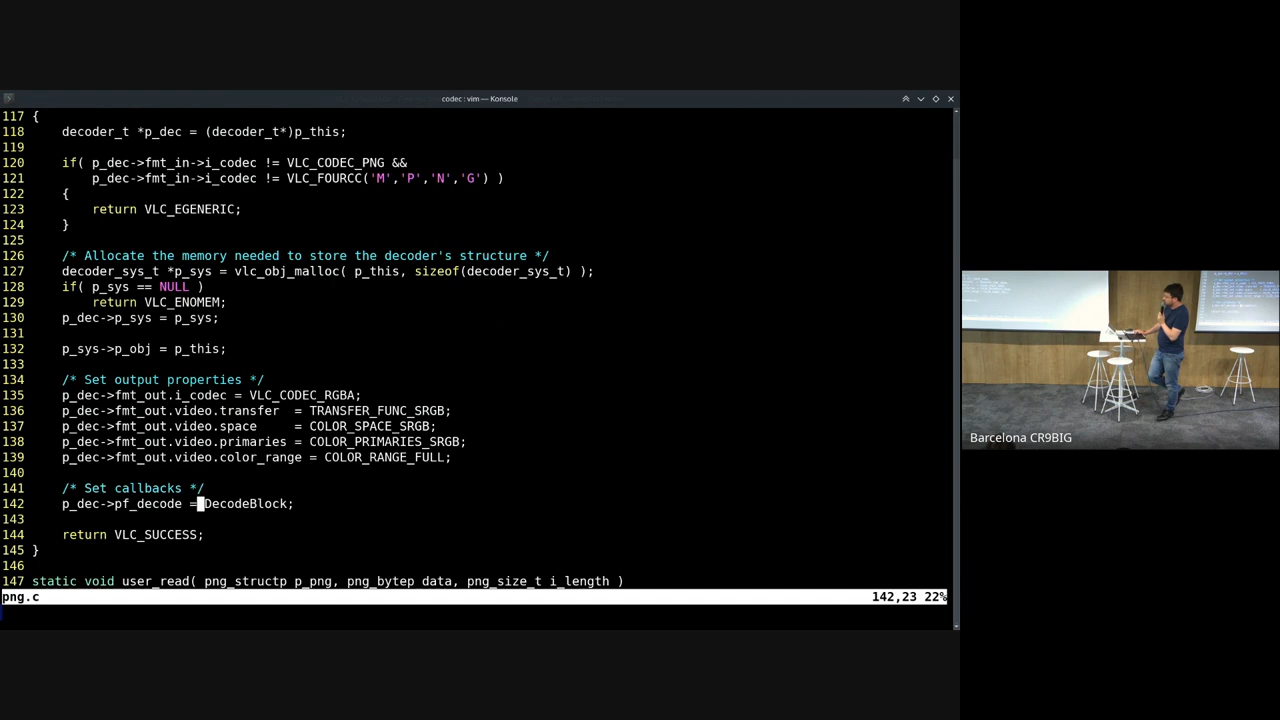 codec : vim — Konsole
117 {
118     decoder_t *p_dec = (decoder_t*)p_this;
119
120     if( p_dec->fmt_in->i_codec != VLC_CODEC_PNG &&
121         p_dec->fmt_in->i_codec != VLC_FOURCC('M','P','N','G') )
122     {
123         return VLC_EGENERIC;
124     }
125
126     /* Allocate the memory needed to store the decoder's structure */
127     decoder_sys_t *p_sys = vlc_obj_malloc( p_this, sizeof(decoder_sys_t) );
128     if( p_sys == NULL )
129         return VLC_ENOMEM;
130     p_dec->p_sys = p_sys;
131
132     p_sys->p_obj = p_this;
133
134     /* Set output properties */
135     p_dec->fmt_out.i_codec = VLC_CODEC_RGBA;
136     p_dec->fmt_out.video.transfer  = TRANSFER_FUNC_SRGB;
137     p_dec->fmt_out.video.space     = COLOR_SPACE_SRGB;
138     p_dec->fmt_out.video.primaries = COLOR_PRIMARIES_SRGB;
139     p_dec->fmt_out.video.color_range = COLOR_RANGE_FULL;
140
141     /* Set callbacks */
142     p_dec->pf_decode = DecodeBlock;
143
144     return VLC_SUCCESS;
145 }
146
147 static void user_read( png_structp p_png, png_bytep data, png_size_t i_length )
png.c 142,23 22%
Barcelona CR9BIG